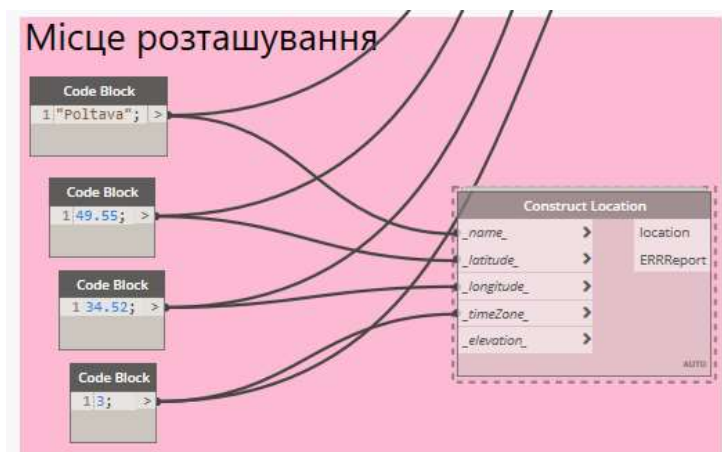 Місце розташування
Code Block
1 "Poltava"; >
Code Block
1 49.55; >
Code Block
1 34.52; >
Code Block
1 3; >
Construct Location
_name_ > location
_latitude_ > ERRReport
_longitude_ >
_timeZone_ >
_elevation_ >
AUTO